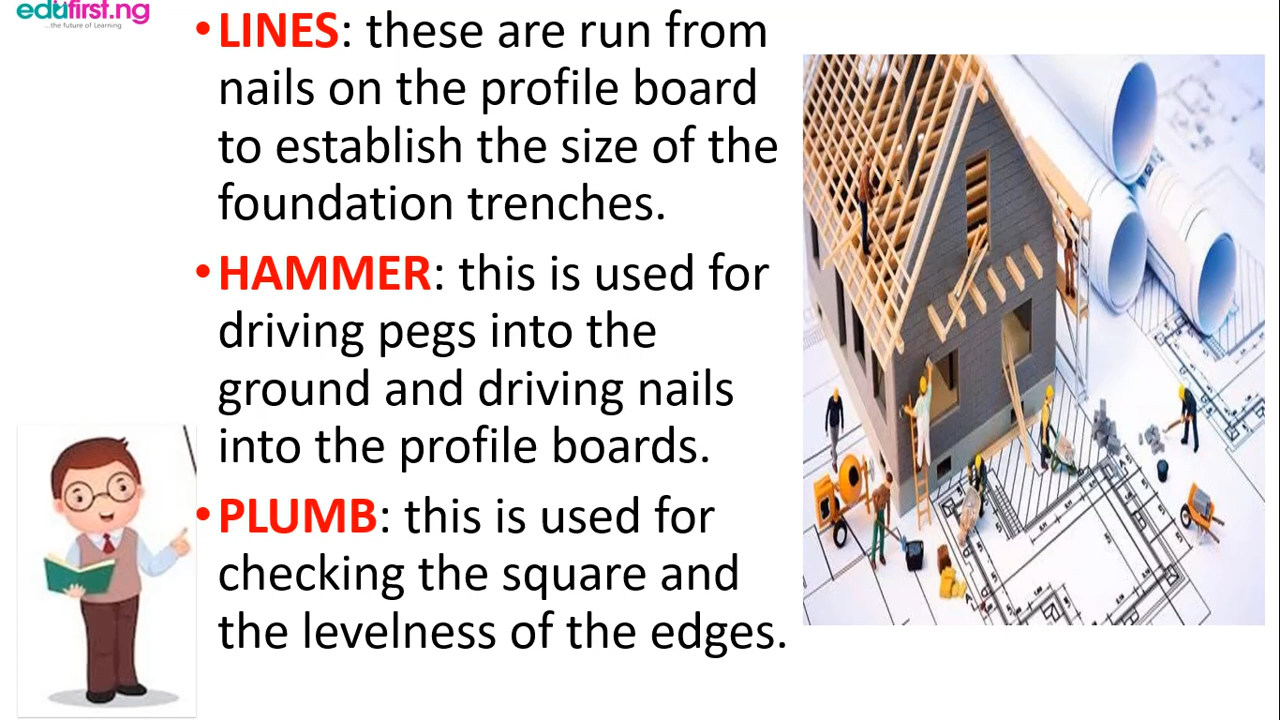 edufirst.ng
...the future of Learning
• LINES: these are run from
nails on the profile board
to establish the size of the
foundation trenches.
• HAMMER: this is used for
driving pegs into the
ground and driving nails
into the profile boards.
• PLUMB: this is used for
checking the square and
the levelness of the edges.